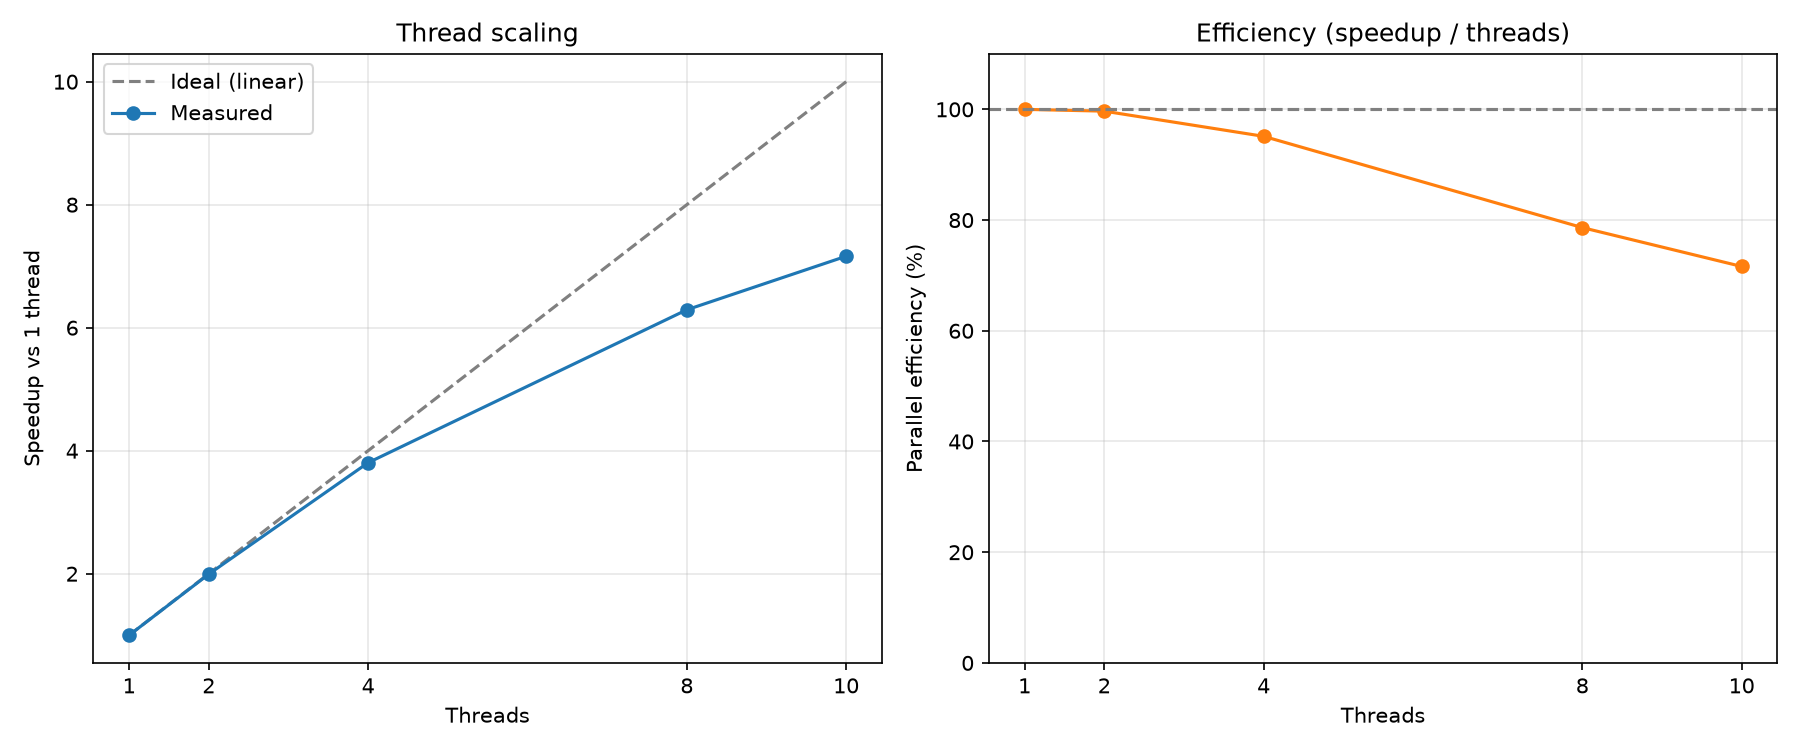 Thread scaling
Ideal (linear)
Measured
10
8
6
4
2
Speedup vs 1 thread
1 2 4 8 10
Threads
Efficiency (speedup / threads)
100
80
60
40
20
0
Parallel efficiency (%)
1 2 4 8 10
Threads